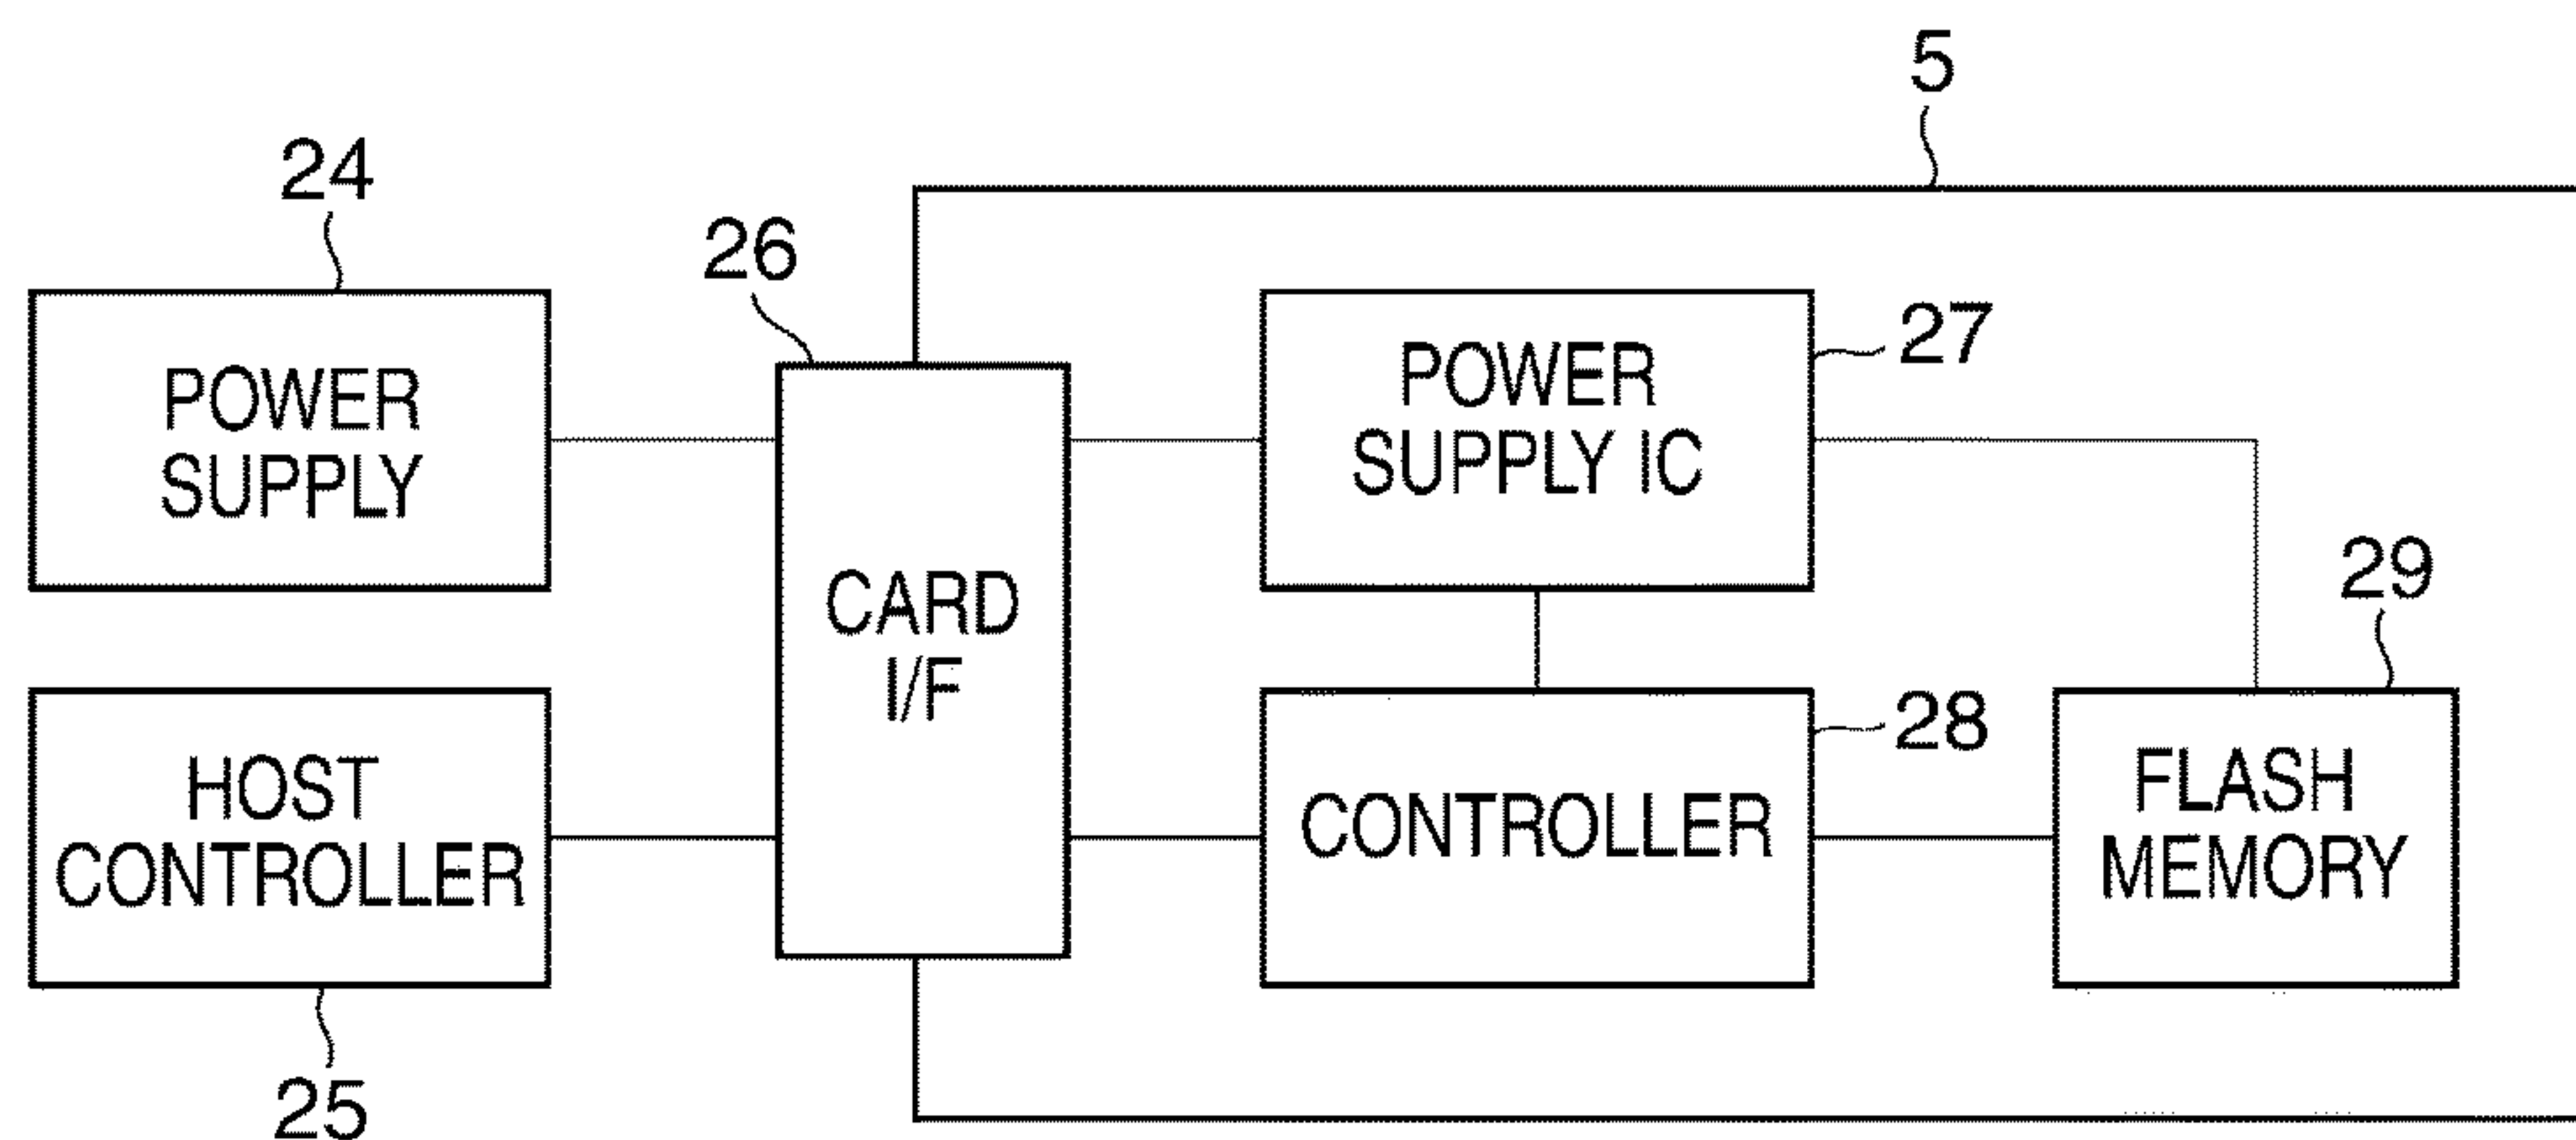 5
24
26
POWER
SUPPLY
POWER
SUPPLY IC
27
CARD
I/F
29
HOST
CONTROLLER
CONTROLLER
28
FLASH
MEMORY
25